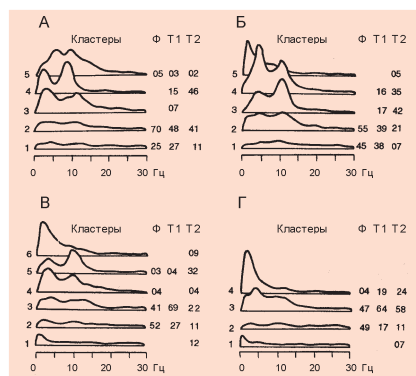 А
Кластеры Ф Т1 Т2
5 05 03 02
4 15 46
3 07
2 70 48 41
1 25 27 11
0 10 20 30 Гц
Б
Кластеры Ф Т1 Т2
5 05
4 16 35
3 17 42
2 55 39 21
1 45 38 07
0 10 20 30 Гц
В
Кластеры Ф Т1 Т2
6 09
5 03 04 32
4 04 04
3 41 69 22
2 52 27 11
1 12
0 10 20 30 Гц
Г
Кластеры Ф Т1 Т2
4 04 19 24
3 47 64 58
2 49 17 11
1 07
0 10 20 30 Гц